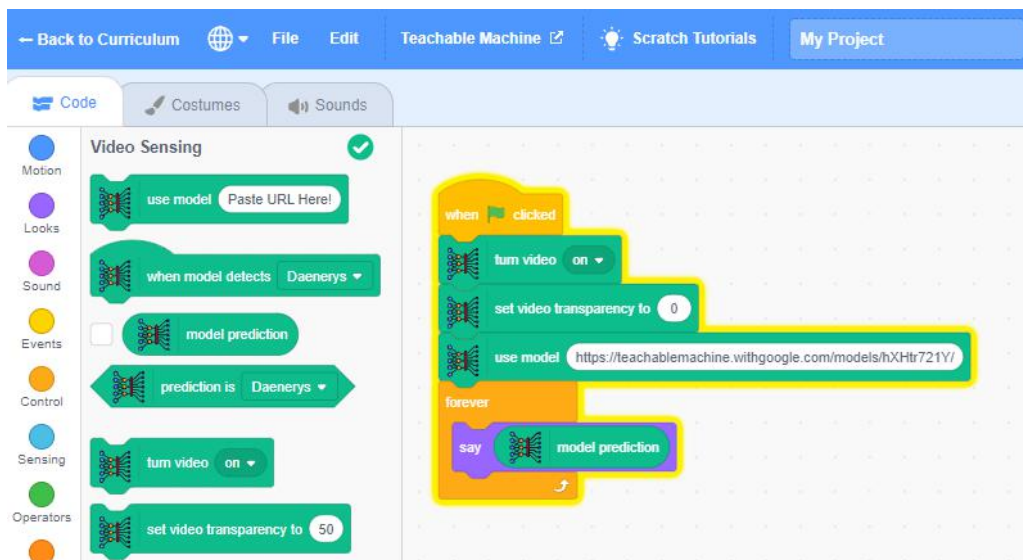 ← Back to Curriculum File Edit Teachable Machine Scratch Tutorials My Project
Code Costumes Sounds
Motion
Looks
Sound
Events
Control
Sensing
Operators
Video Sensing
use model Paste URL Here!
when model detects Daenerys
model prediction
prediction is Daenerys
turn video on
set video transparency to 50
when clicked
turn video on
set video transparency to 0
use model https://teachablemachine.withgoogle.com/models/hXHtr721Y/
forever
say model prediction